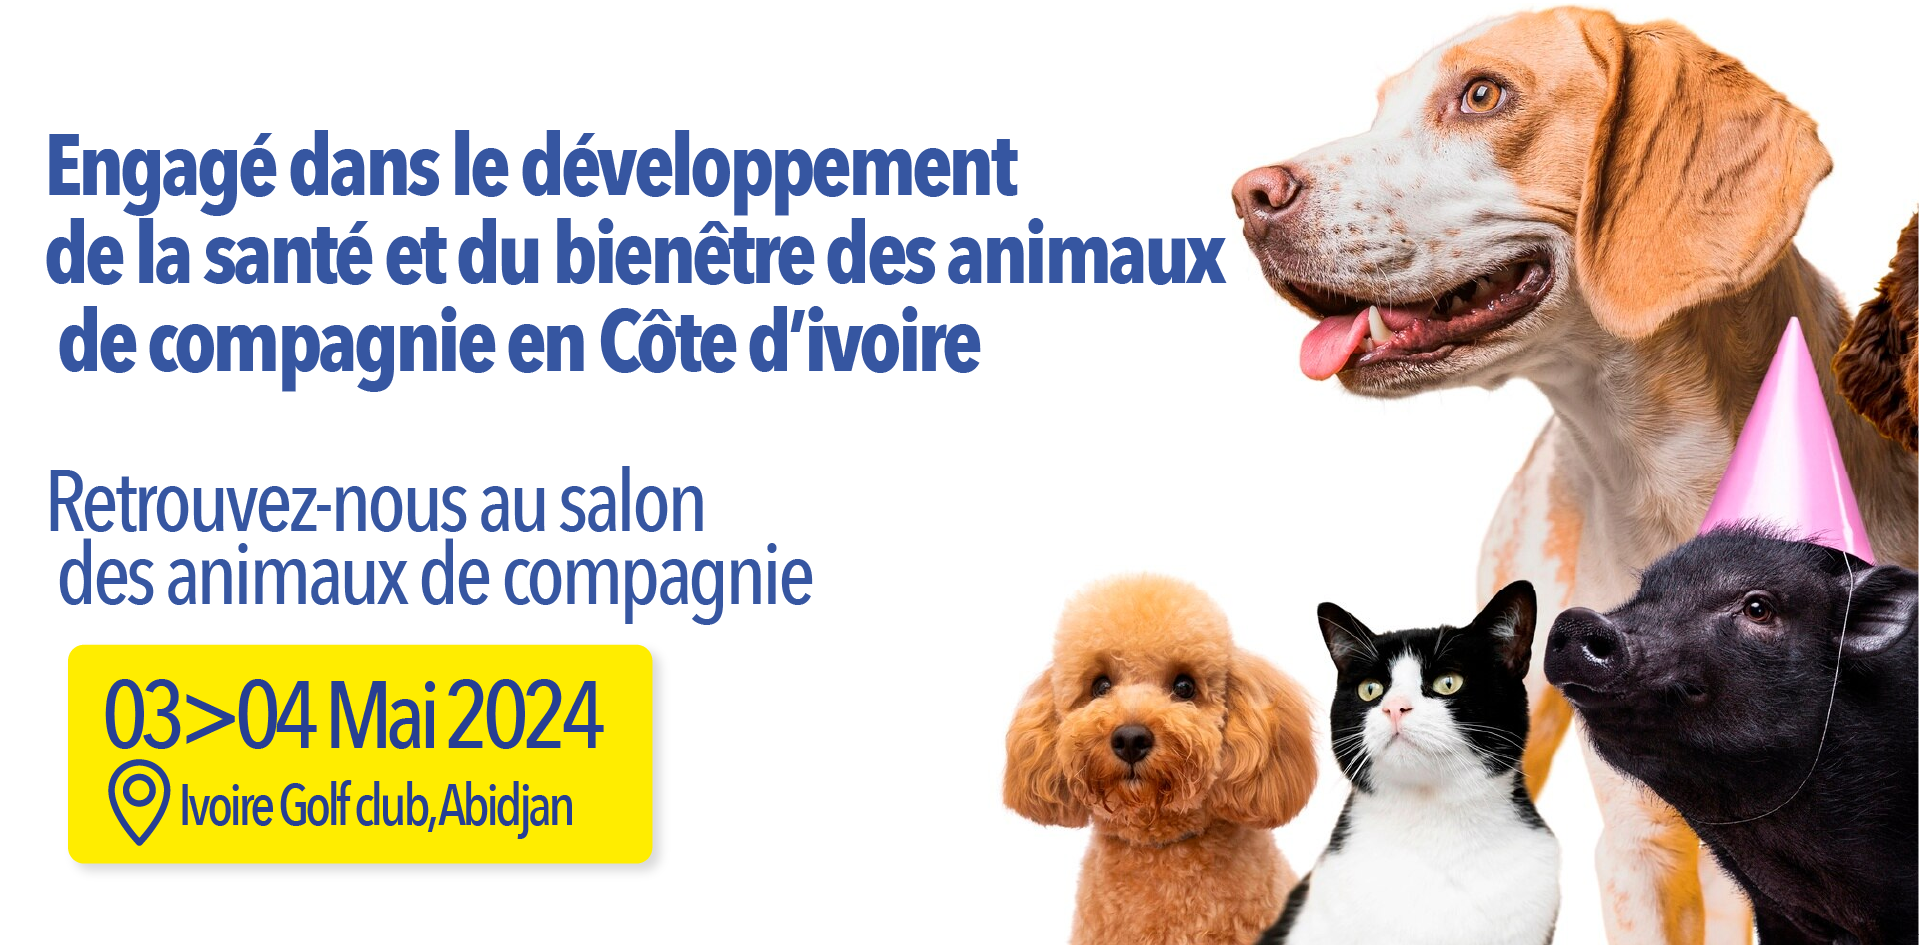 Engagé dans le développement
de la santé et du bienêtre des animaux
de compagnie en Côte d’ivoire
Retrouvez-nous au salon
des animaux de compagnie
03>04 Mai 2024
Ivoire Golf club,Abidjan